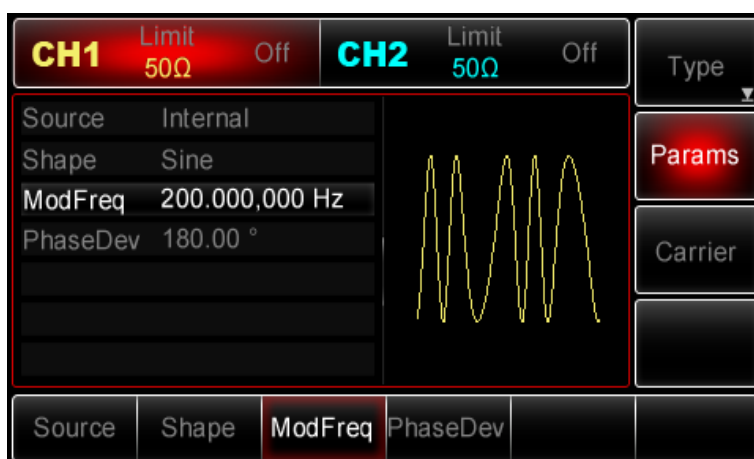 CH1 Limit 50Ω Off CH2 Limit 50Ω Off
Type
Source Internal
Shape Sine
ModFreq 200.000,000 Hz
PhaseDev 180.00 °
Params
Carrier
Source Shape ModFreq PhaseDev